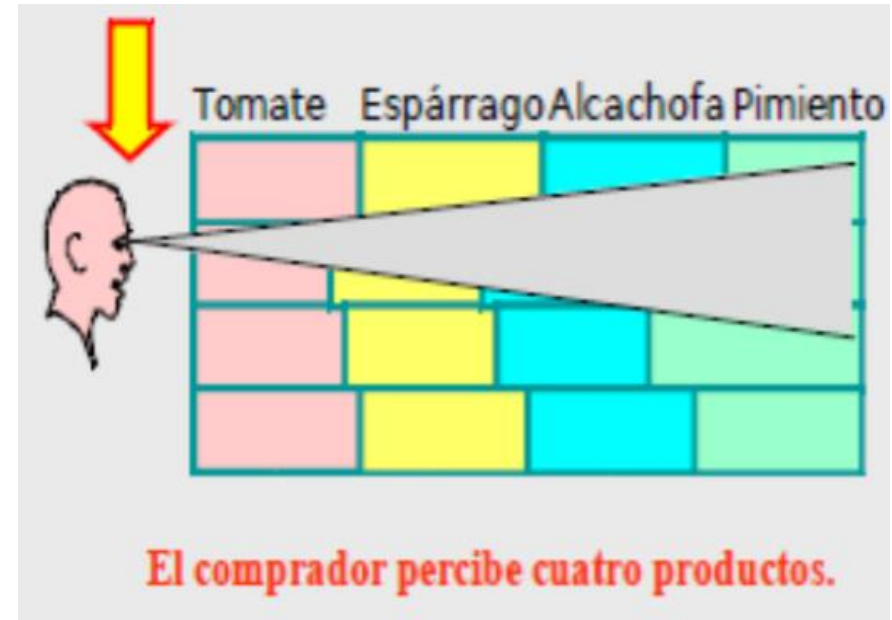 Tomate Espárrago Alcachofa Pimiento
El comprador percibe cuatro productos.